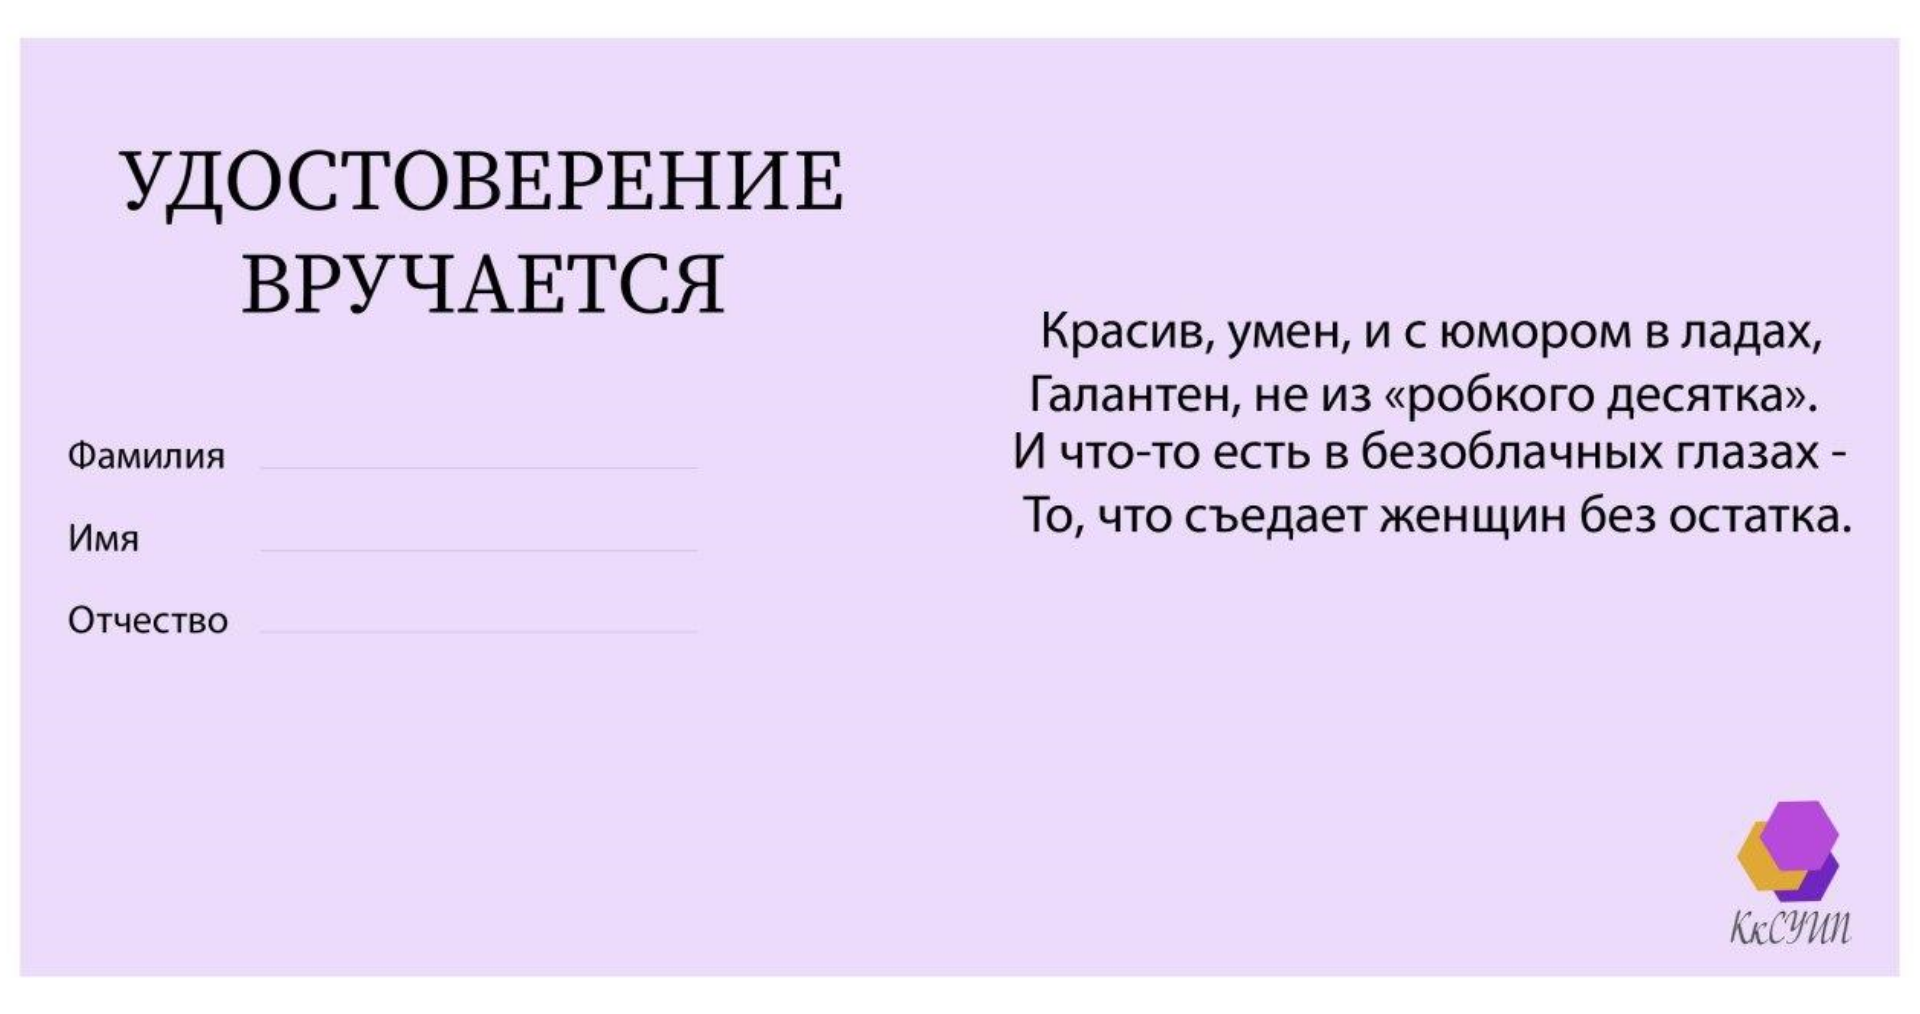 УДОСТОВЕРЕНИЕ
ВРУЧАЕТСЯ
Фамилия
Имя
Отчество
Красив, умен, и с юмором в ладах,
Галантен, не из «робкого десятка».
И что-то есть в безоблачных глазах -
То, что съедает женщин без остатка.
КкСУИП